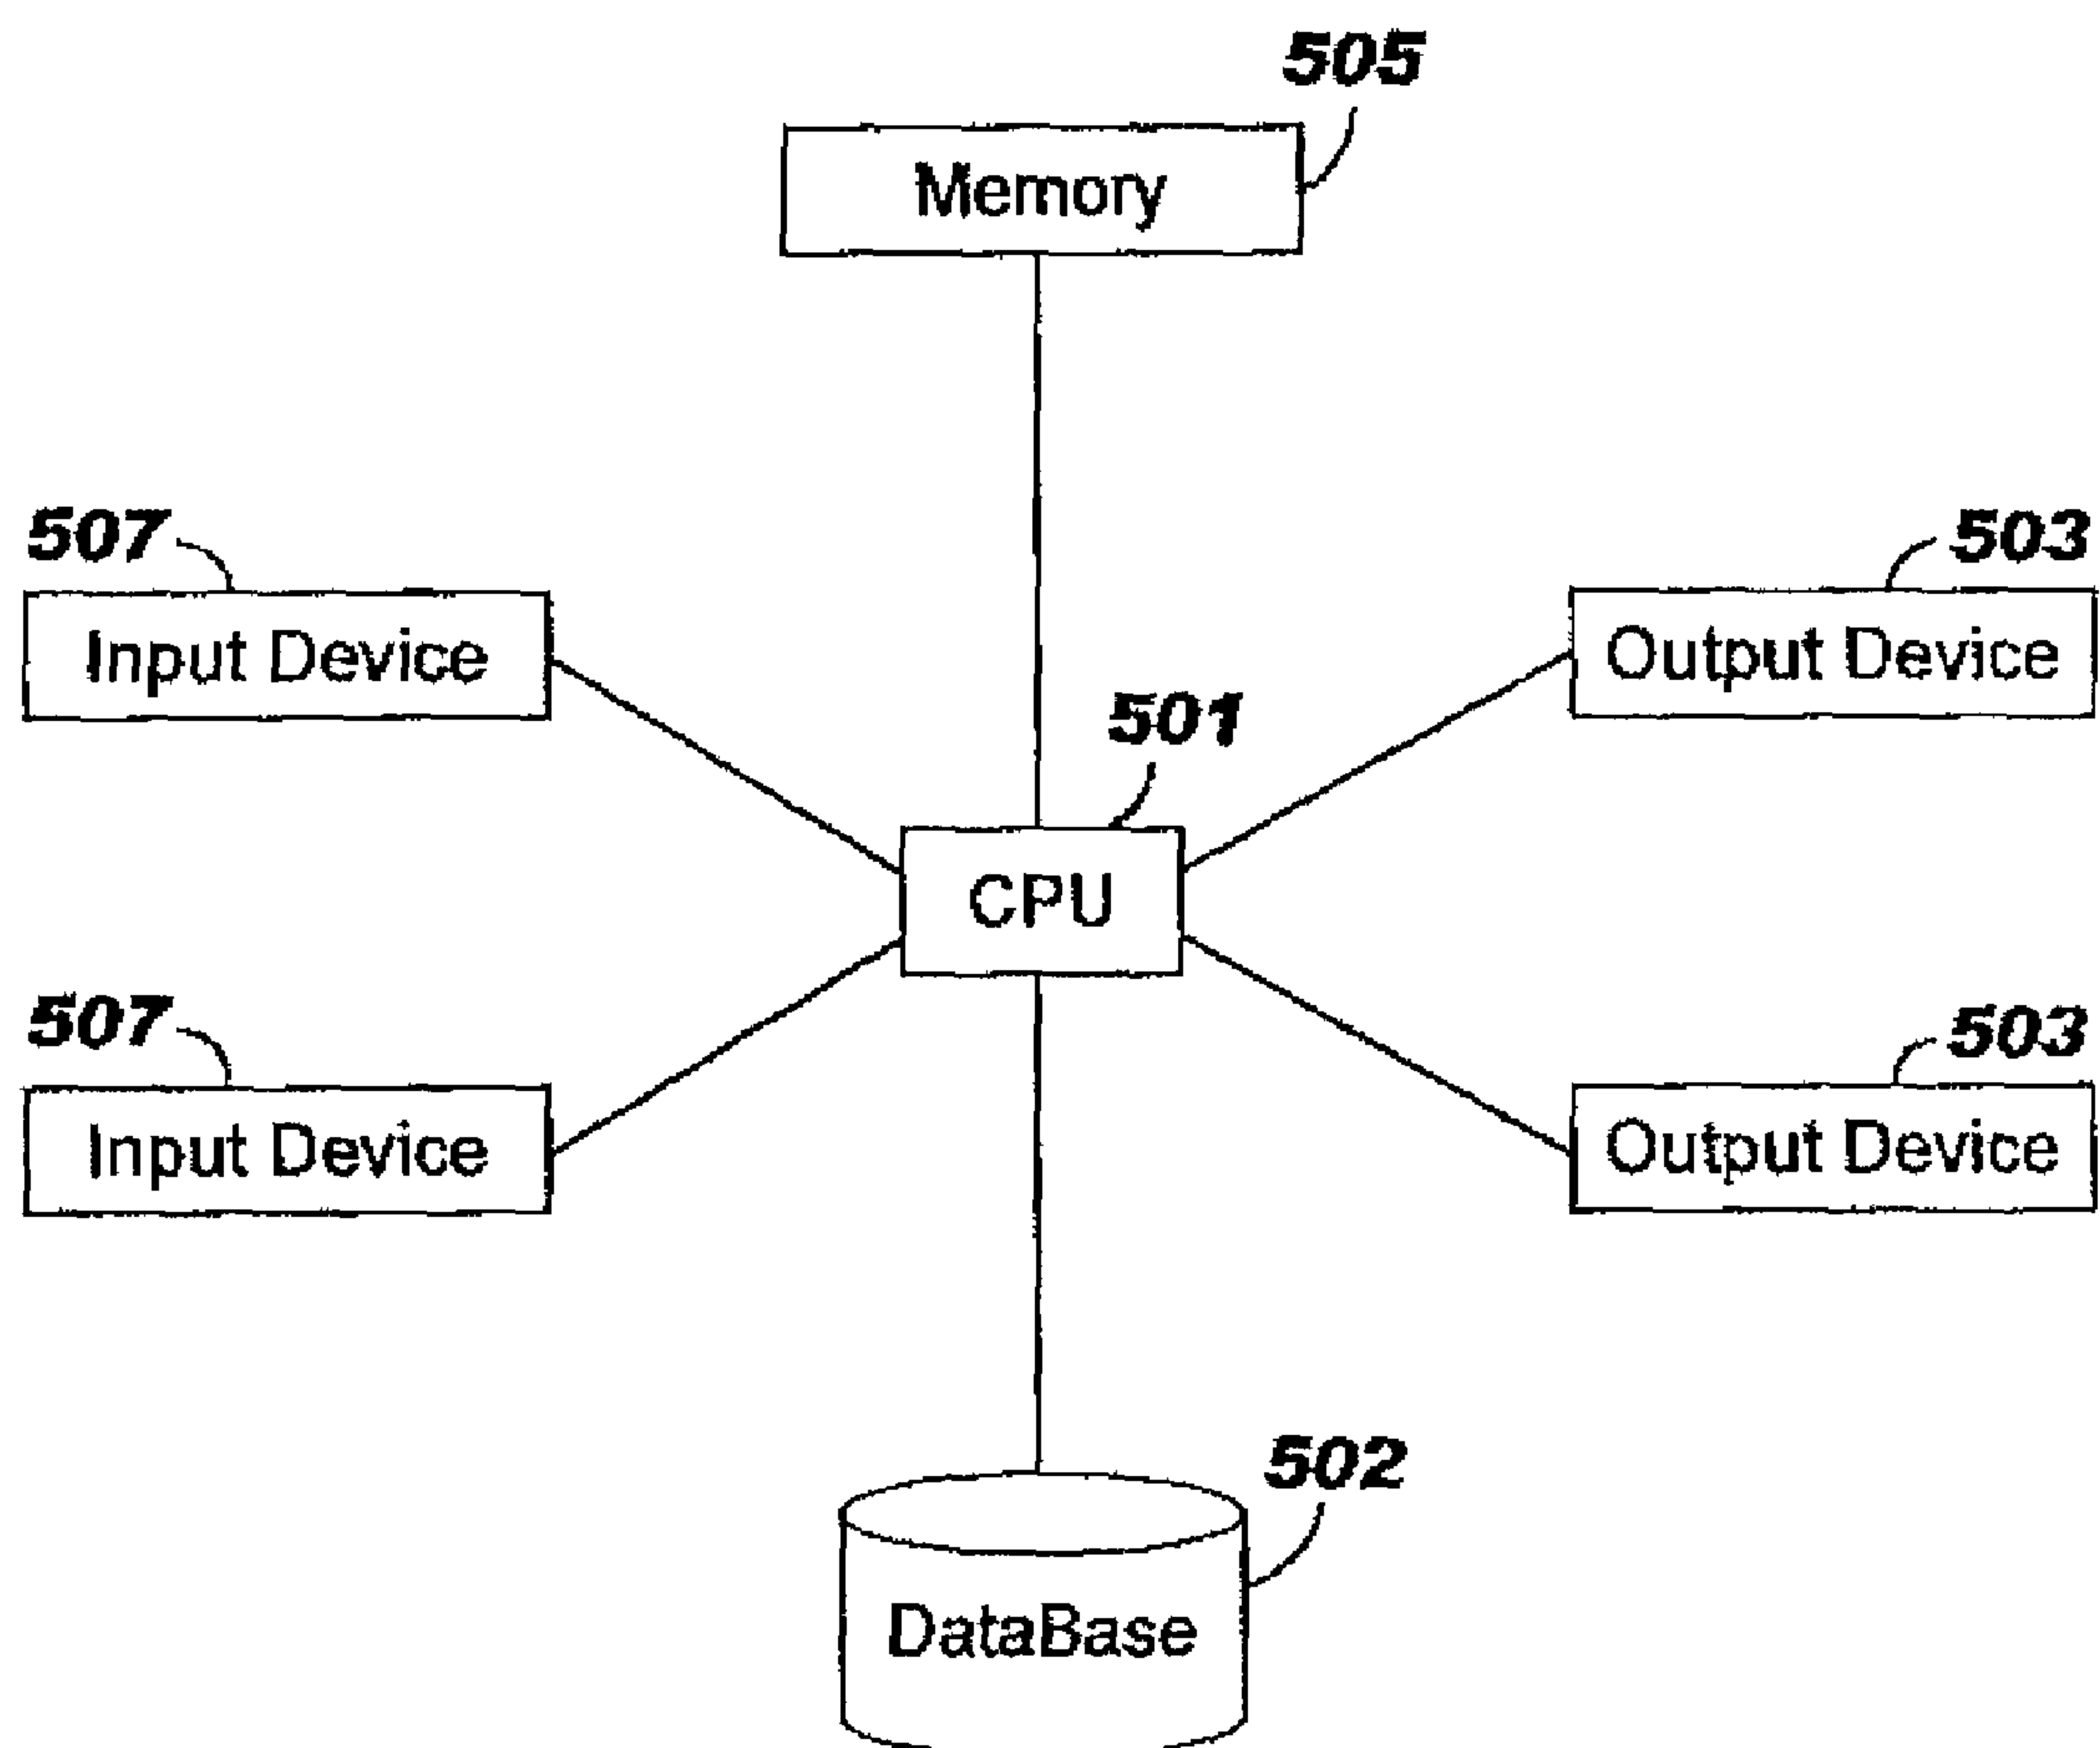 505
Memory
507
503
Input Device
Output Device
501
CPU
507
503
Input Device
Output Device
502
DataBase